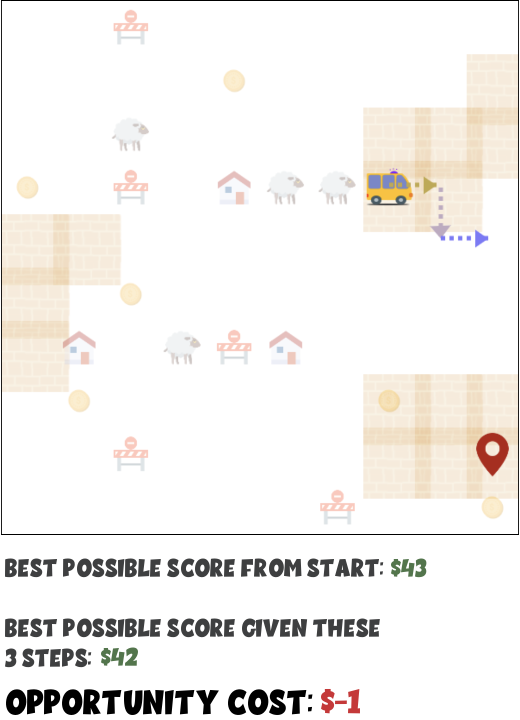 BEST POSSIBLE SCORE FROM START: $43
BEST POSSIBLE SCORE GIVEN THESE
3 STEPS: $42
OPPORTUNITY COST: $-1